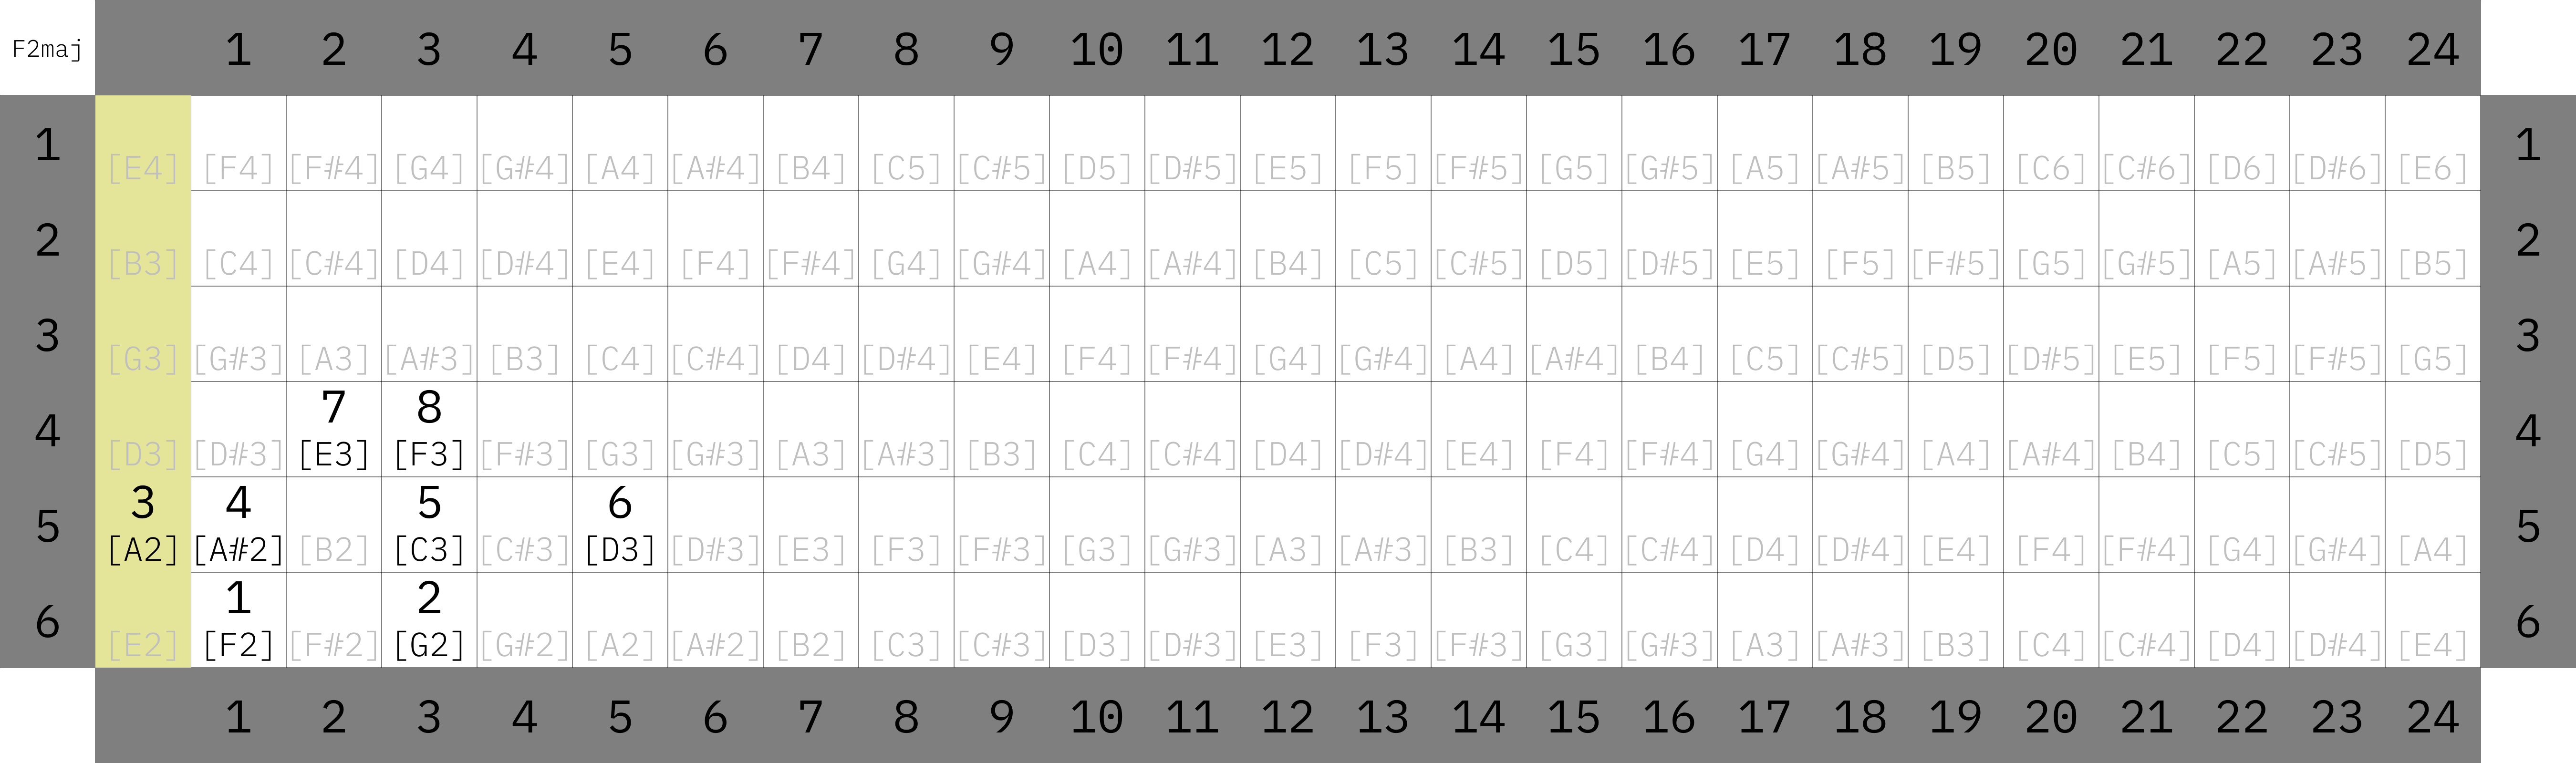 F2maj 1 2 3 4 5 6 7 8 9 10 11 12 13 14 15 16 17 18 19 20 21 22 23 24
1 [E4] [F4] [F#4] [G4] [G#4] [A4] [A#4] [B4] [C5] [C#5] [D5] [D#5] [E5] [F5] [F#5] [G5] [G#5] [A5] [A#5] [B5] [C6] [C#6] [D6] [D#6] [E6] 1
2 [B3] [C4] [C#4] [D4] [D#4] [E4] [F4] [F#4] [G4] [G#4] [A4] [A#4] [B4] [C5] [C#5] [D5] [D#5] [E5] [F5] [F#5] [G5] [G#5] [A5] [A#5] [B5] 2
3 [G3] [G#3] [A3] [A#3] [B3] [C4] [C#4] [D4] [D#4] [E4] [F4] [F#4] [G4] [G#4] [A4] [A#4] [B4] [C5] [C#5] [D5] [D#5] [E5] [F5] [F#5] [G5] 3
7 8
4 [D3] [D#3] [E3] [F3] [F#3] [G3] [G#3] [A3] [A#3] [B3] [C4] [C#4] [D4] [D#4] [E4] [F4] [F#4] [G4] [G#4] [A4] [A#4] [B4] [C5] [C#5] [D5] 4
3 4 5 6
5 [A2] [A#2] [B2] [C3] [C#3] [D3] [D#3] [E3] [F3] [F#3] [G3] [G#3] [A3] [A#3] [B3] [C4] [C#4] [D4] [D#4] [E4] [F4] [F#4] [G4] [G#4] [A4] 5
1 2
6 [E2] [F2] [F#2] [G2] [G#2] [A2] [A#2] [B2] [C3] [C#3] [D3] [D#3] [E3] [F3] [F#3] [G3] [G#3] [A3] [A#3] [B3] [C4] [C#4] [D4] [D#4] [E4] 6
1 2 3 4 5 6 7 8 9 10 11 12 13 14 15 16 17 18 19 20 21 22 23 24